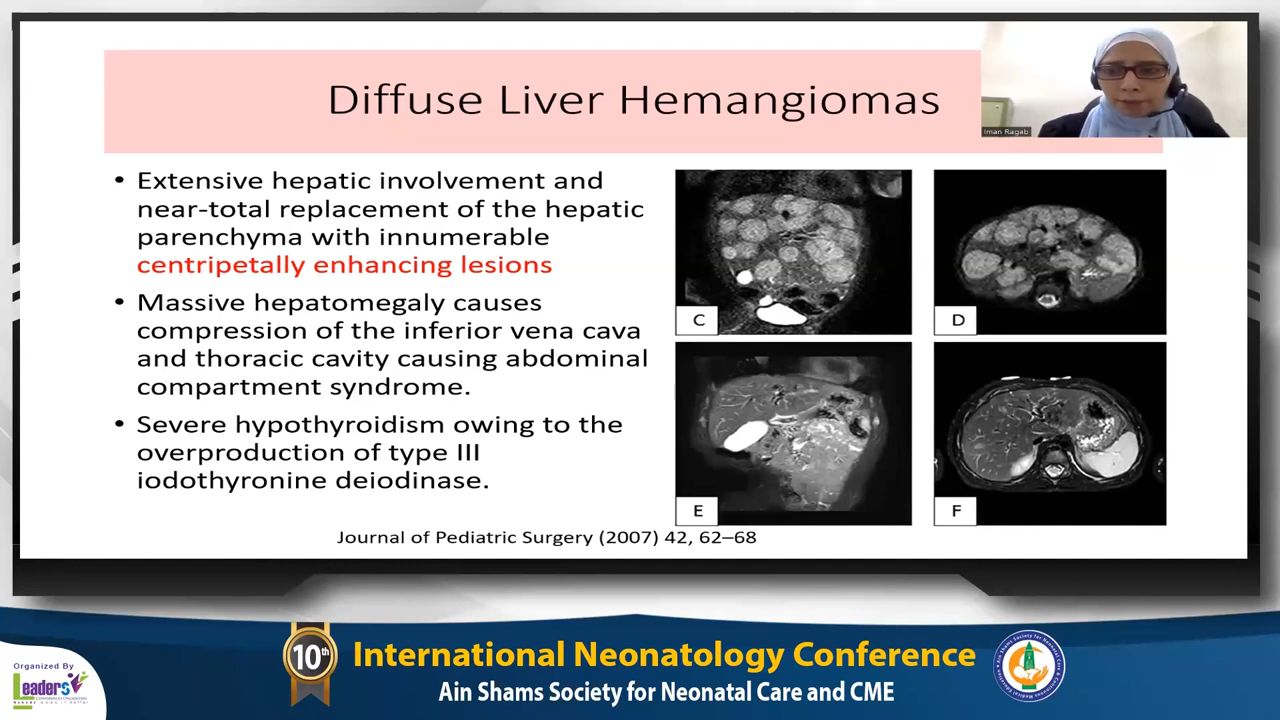 Diffuse Liver Hemangiomas
Iman Ragab
• Extensive hepatic involvement and
near-total replacement of the hepatic
parenchyma with innumerable
centripetally enhancing lesions
• Massive hepatomegaly causes
compression of the inferior vena cava
and thoracic cavity causing abdominal
compartment syndrome.
• Severe hypothyroidism owing to the
overproduction of type III
iodothyronine deiodinase.
C
D
E
F
Journal of Pediatric Surgery (2007) 42, 62–68
Organized By
Leaders
10th
International Neonatology Conference
Ain Shams Society for Neonatal Care and CME